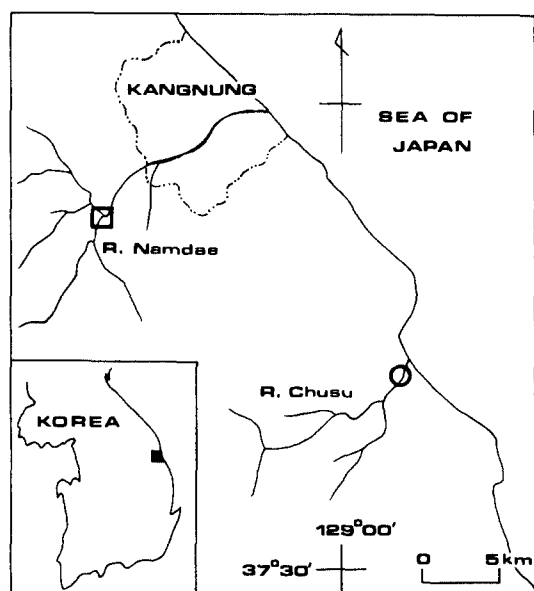 KANGNUNG
SEA OF
JAPAN
R. Namdae
KOREA
R. Chusu
129°00'
37°30'
0 5km